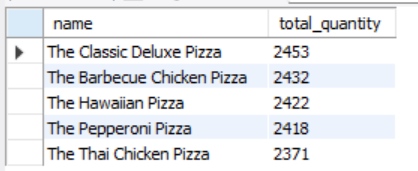 name total_quantity
The Classic Deluxe Pizza 2453
The Barbecue Chicken Pizza 2432
The Hawaiian Pizza 2422
The Pepperoni Pizza 2418
The Thai Chicken Pizza 2371